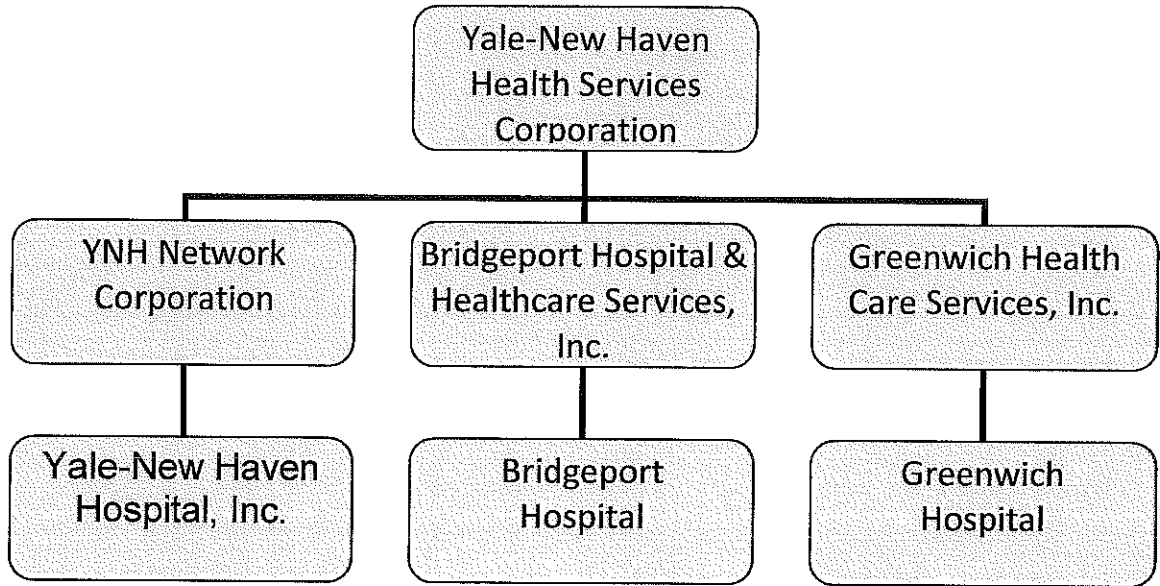 Yale-New Haven
Health Services
Corporation
YNH Network
Corporation
Bridgeport Hospital &
Healthcare Services,
Inc.
Greenwich Health
Care Services, Inc.
Yale-New Haven
Hospital, Inc.
Bridgeport
Hospital
Greenwich
Hospital